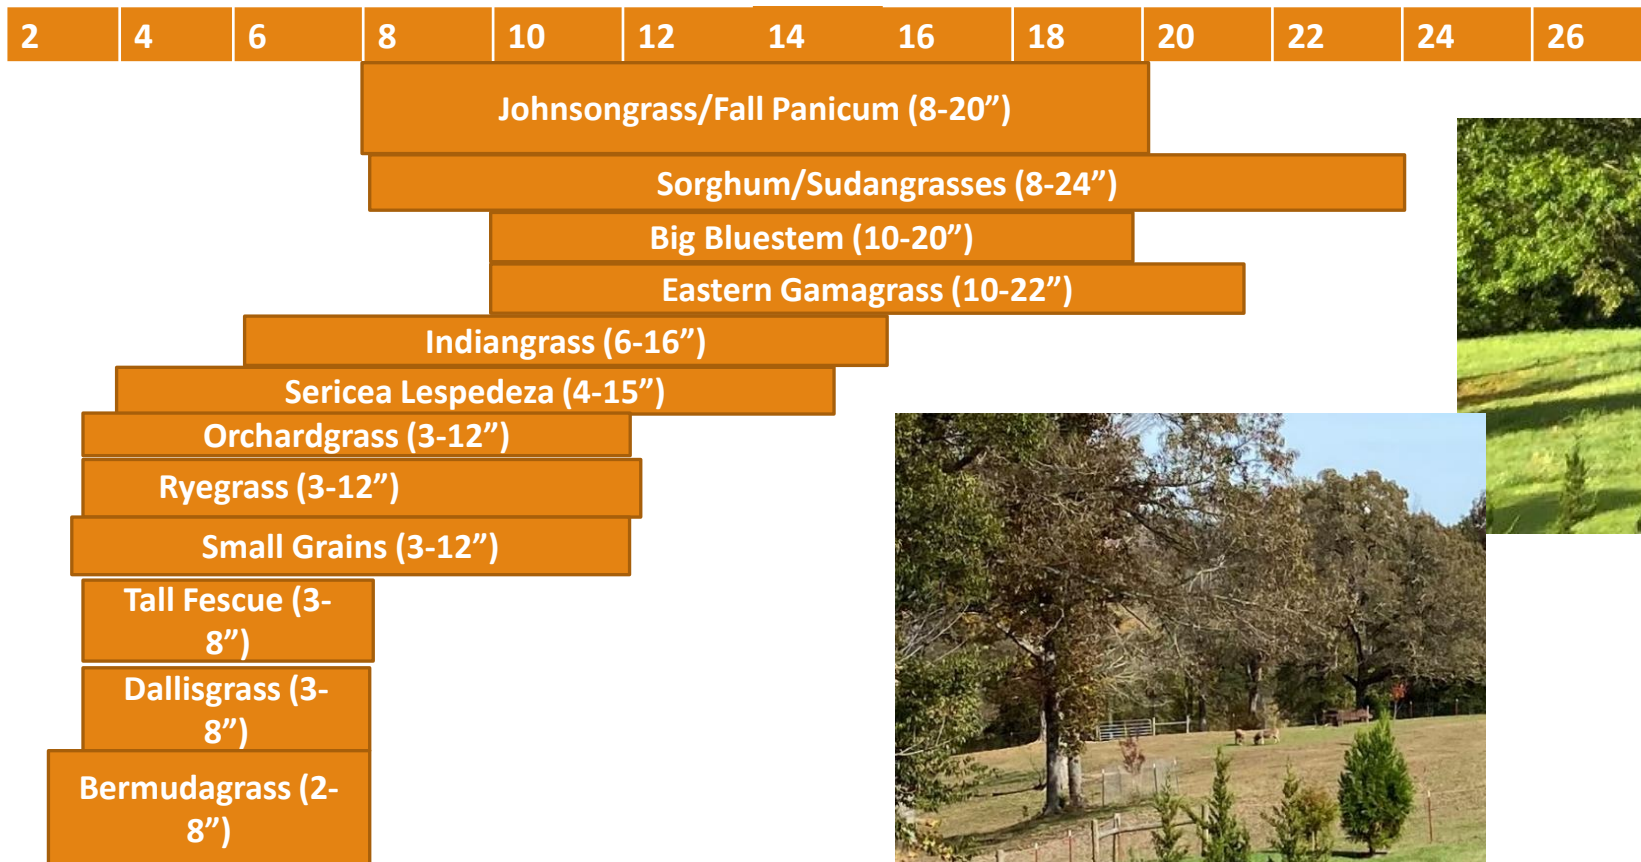 2 4 6 8 10 12 14 16 18 20 22 24 26
Johnsongrass/Fall Panicum (8-20”)
Sorghum/Sudangrasses (8-24”)
Big Bluestem (10-20”)
Eastern Gamagrass (10-22”)
Indiangrass (6-16”)
Sericea Lespedeza (4-15”)
Orchardgrass (3-12”)
Ryegrass (3-12”)
Small Grains (3-12”)
Tall Fescue (3-
8”)
Dallisgrass (3-
8”)
Bermudagrass (2-
8”)